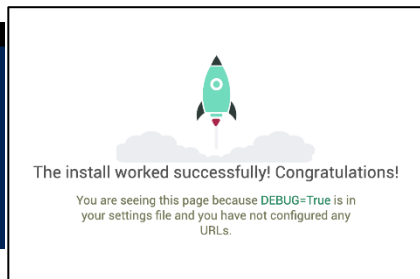 The install worked successfully! Congratulations!
You are seeing this page because DEBUG=True is in
your settings file and you have not configured any
URLs.